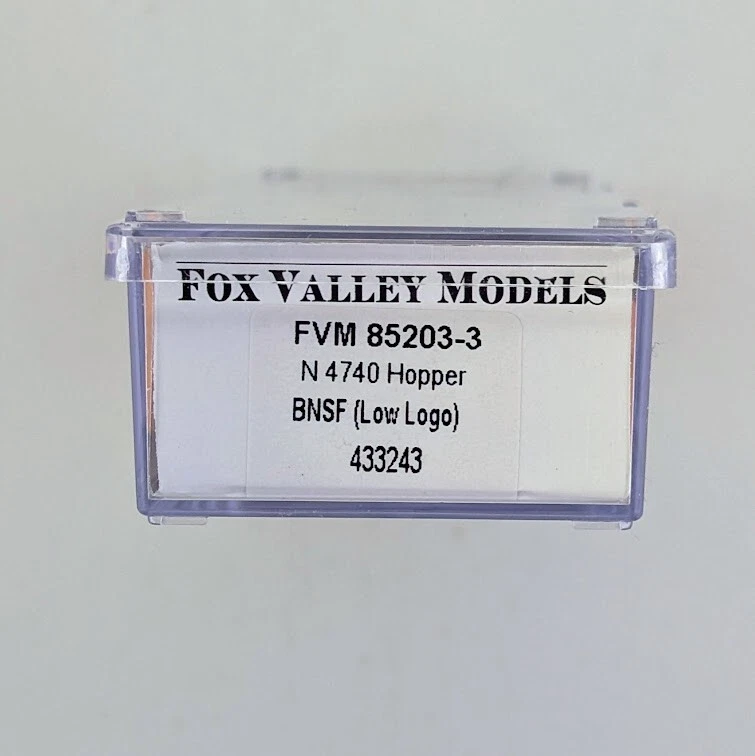 FOX VALLEY MODELS
FVM 85203-3
N 4740 Hopper
BNSF (Low Logo)
433243